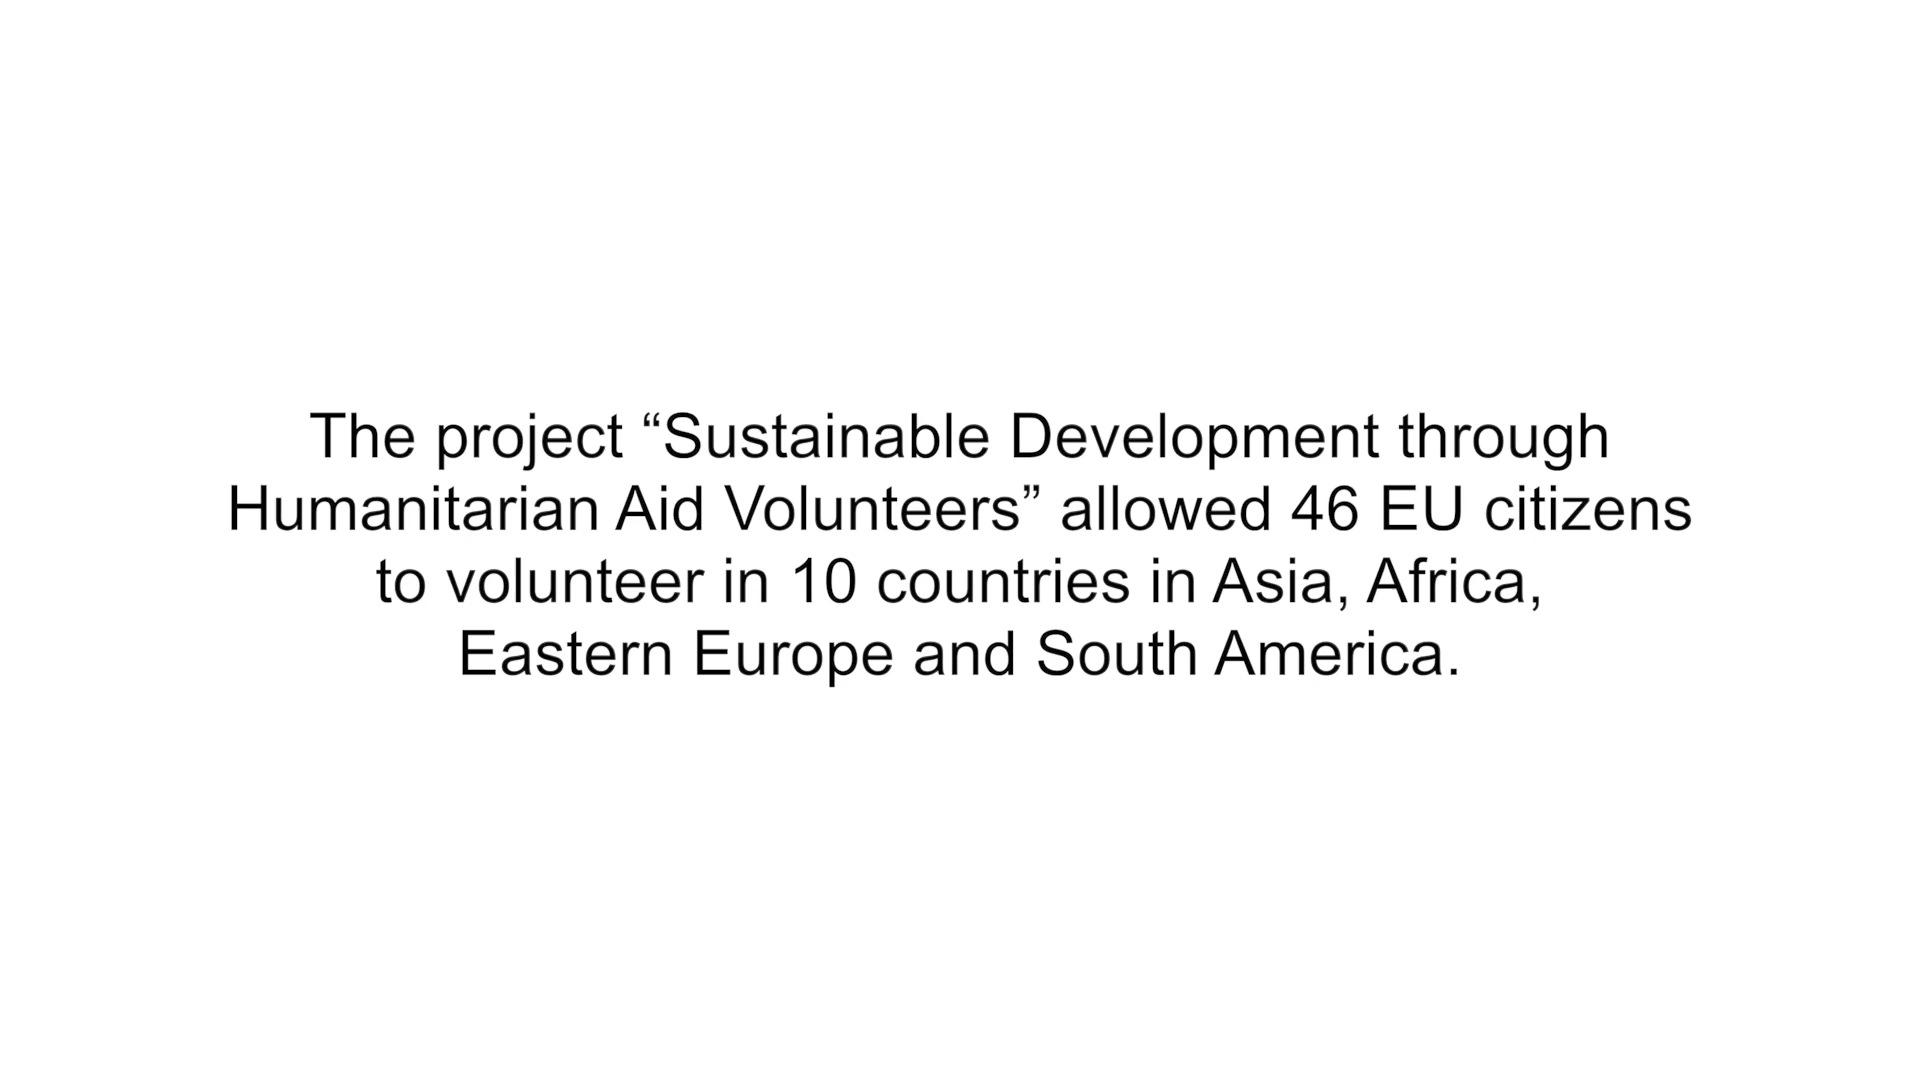 The project “Sustainable Development through
Humanitarian Aid Volunteers” allowed 46 EU citizens
to volunteer in 10 countries in Asia, Africa,
Eastern Europe and South America.